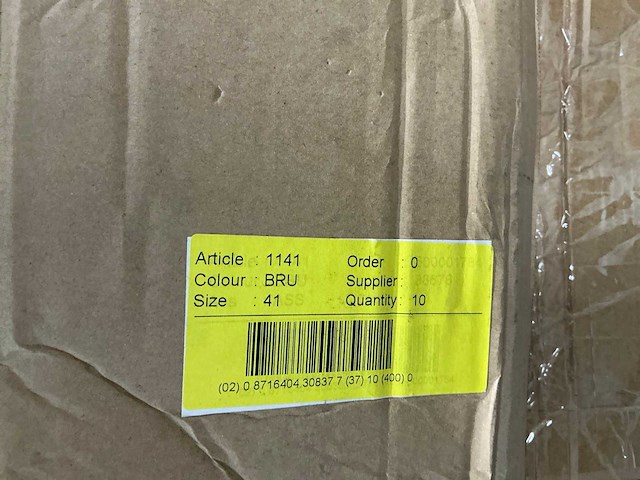 Article : 1141 Order : 0
Colour : BRU Supplier :
Size : 41 Quantity : 10
(02) 0 8716404 30837 7 (37) 10 (400) 0